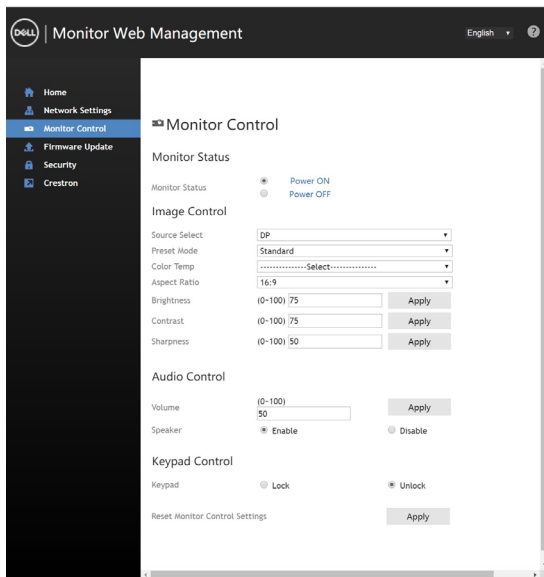 DELL | Monitor Web Management
English
?
Home
Network Settings
Monitor Control
Firmware Update
Security
Crestron
Monitor Control
Monitor Status
Monitor Status Power ON
Power OFF
Image Control
Source Select DP
Preset Mode Standard
Color Temp ---------------Select---------------
Aspect Ratio 16:9
Brightness (0~100) 75 Apply
Contrast (0~100) 75 Apply
Sharpness (0~100) 50 Apply
Audio Control
(0~100)
Volume 50 Apply
Speaker Enable Disable
Keypad Control
Keypad Lock Unlock
Reset Monitor Control Settings Apply